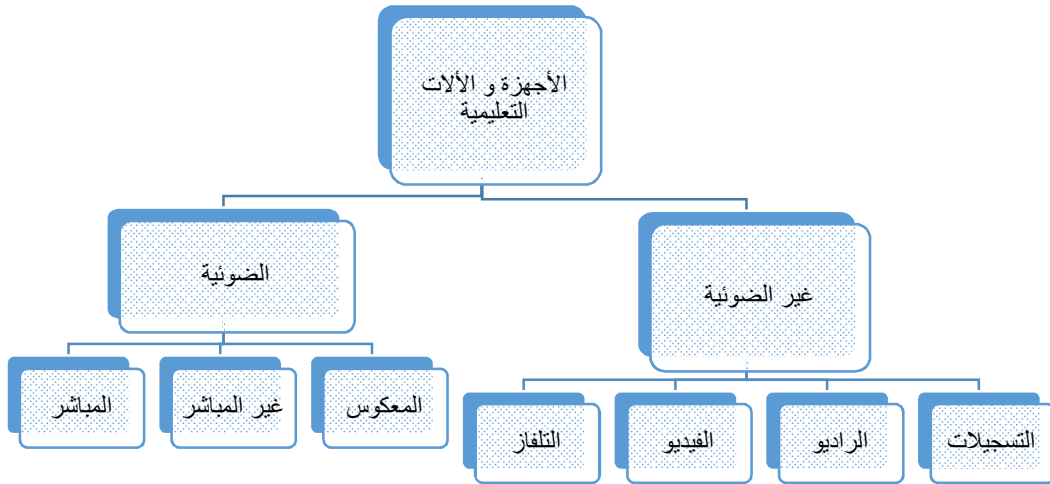 الأجهزة و الألات
التعليمية
غير الضوئية
الضوئية
التسجيلات
الراديو
الفيديو
التلفاز
المعكوس
غير المباشر
المباشر